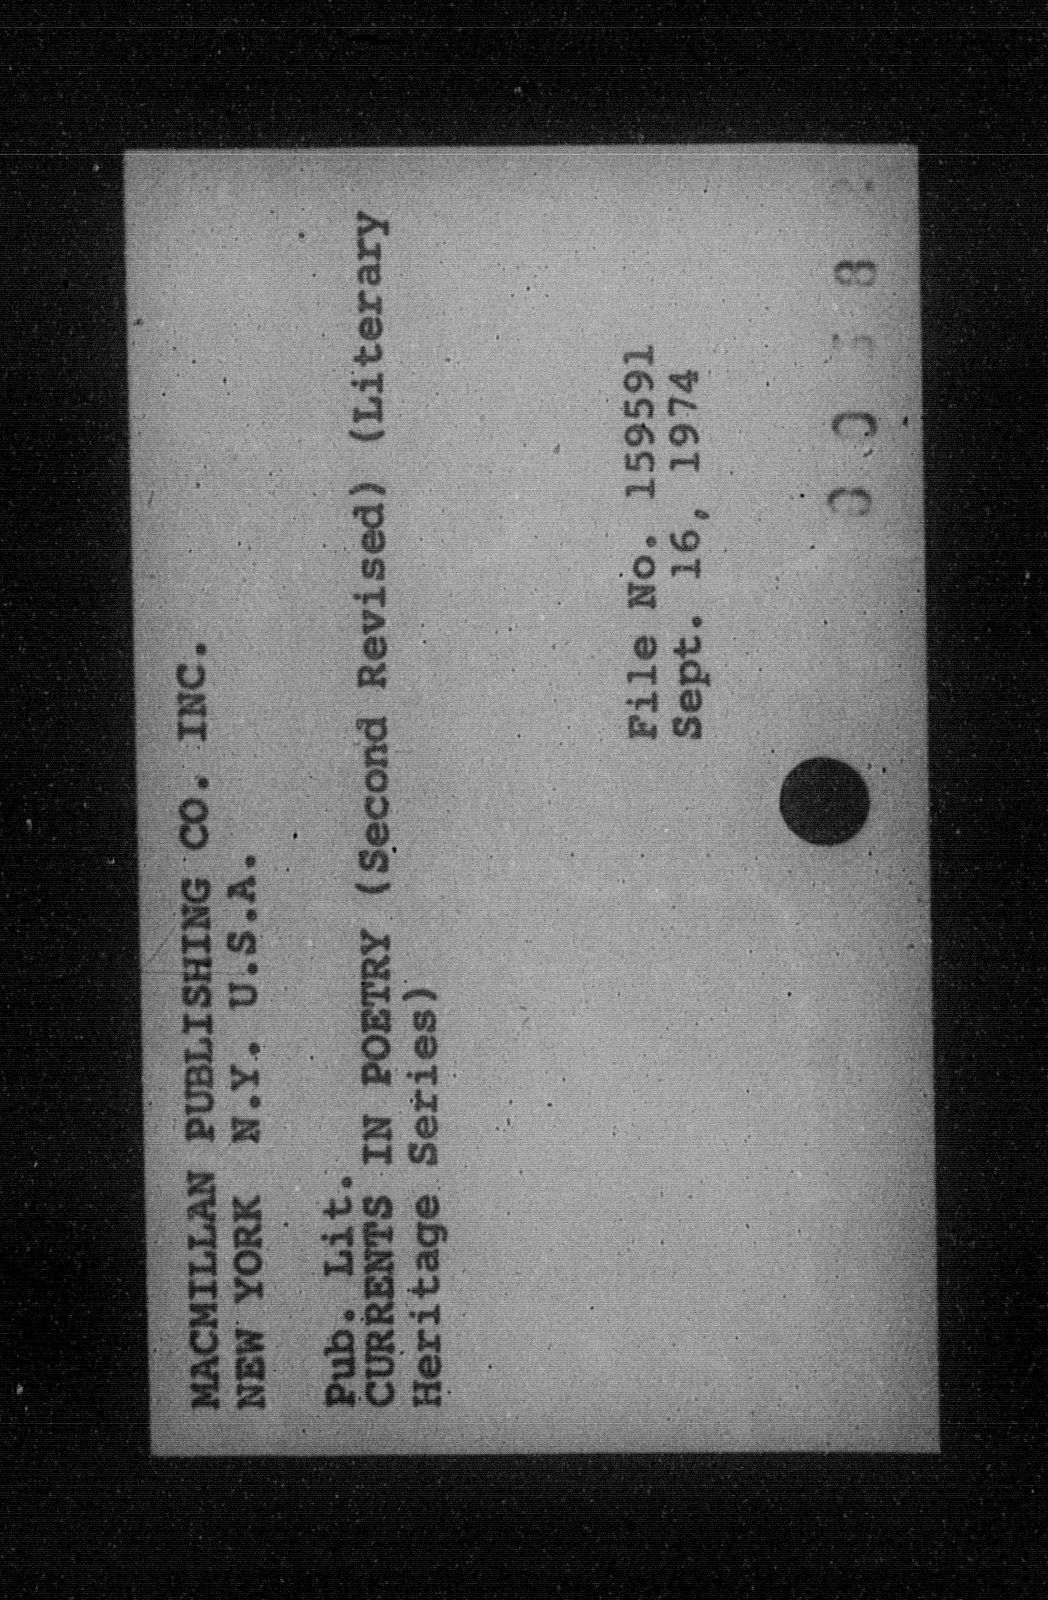 MACMILLAN PUBLISHING CO. INC.
NEW YORK N.Y. U.S.A.
Pub. Lit.
CURRENTS IN POETRY (Second Revised) (Literary
Heritage Series)
File No. 159591
Sept. 16, 1974